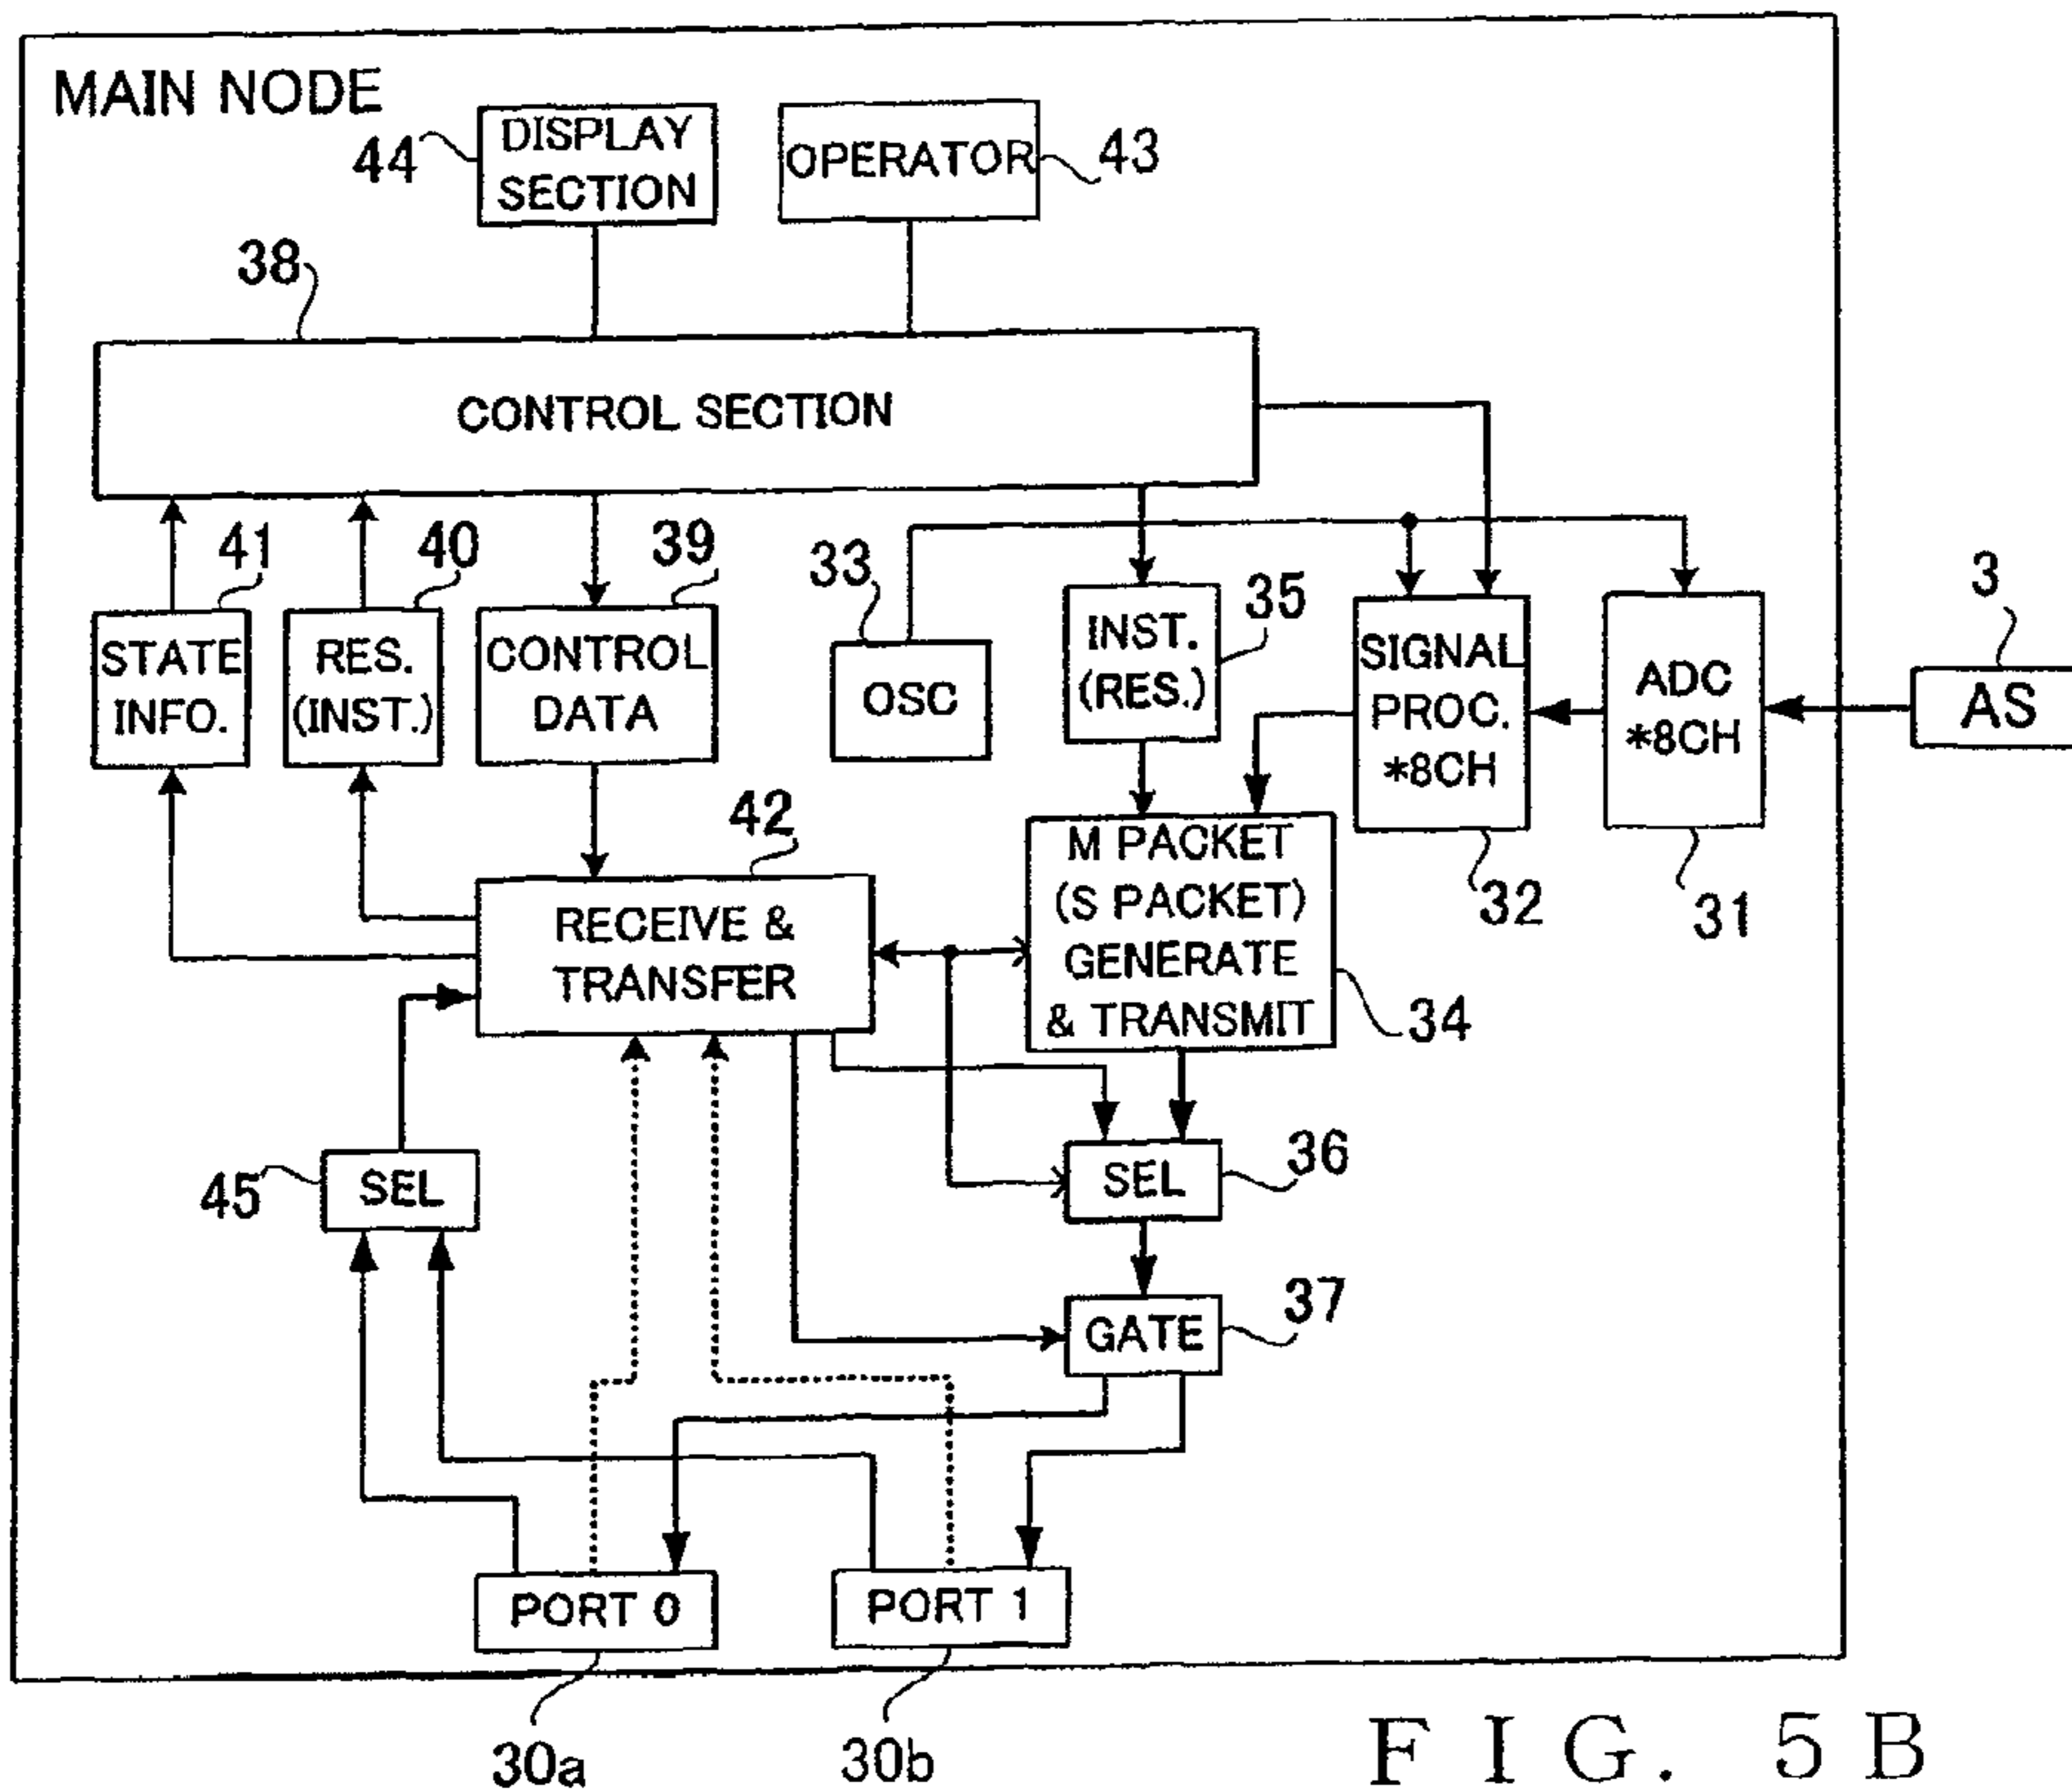 MAIN NODE
44
DISPLAY
SECTION
OPERATOR
43
38
CONTROL SECTION
41
40
39
33
35
3
STATE
INFO.
RES.
(INST.)
CONTROL
DATA
OSC
INST.
(RES.)
SIGNAL
PROC.
*8CH
ADC
*8CH
AS
42
32
31
RECEIVE &
TRANSFER
M PACKET
(S PACKET)
GENERATE
& TRANSMIT
34
45
SEL
SEL
36
GATE
37
PORT 0
PORT 1
30a
30b
FIG. 5B